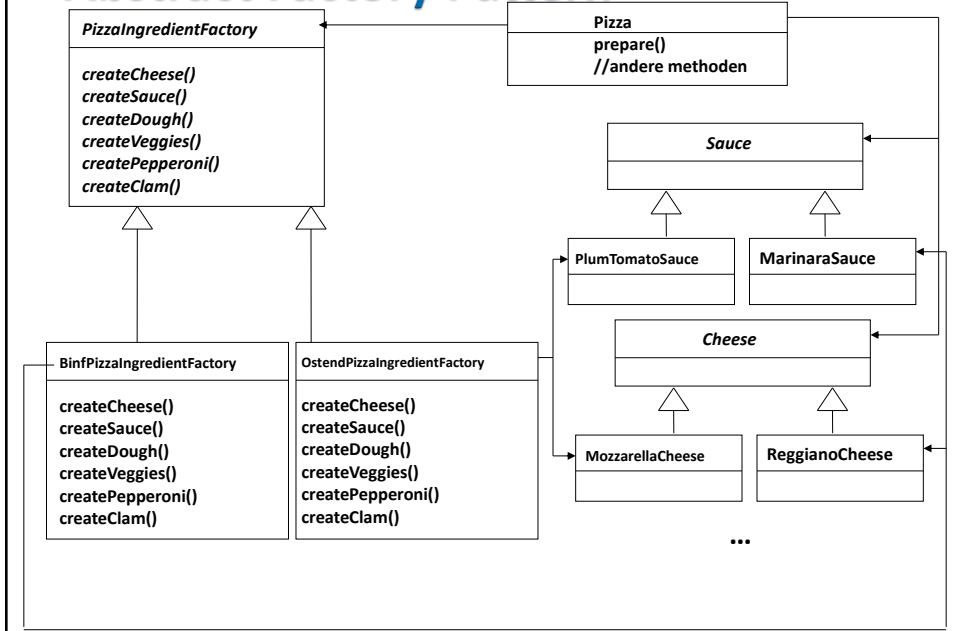 PizzaIngredientFactory
createCheese()
createSauce()
createDough()
createVeggies()
createPepperoni()
createClam()
Pizza
prepare()
//andere methoden
Sauce
PlumTomatoSauce
MarinaraSauce
Cheese
MozzarellaCheese
ReggianoCheese
...
BinfPizzaIngredientFactory
createCheese()
createSauce()
createDough()
createVeggies()
createPepperoni()
createClam()
OstendPizzaIngredientFactory
createCheese()
createSauce()
createDough()
createVeggies()
createPepperoni()
createClam()